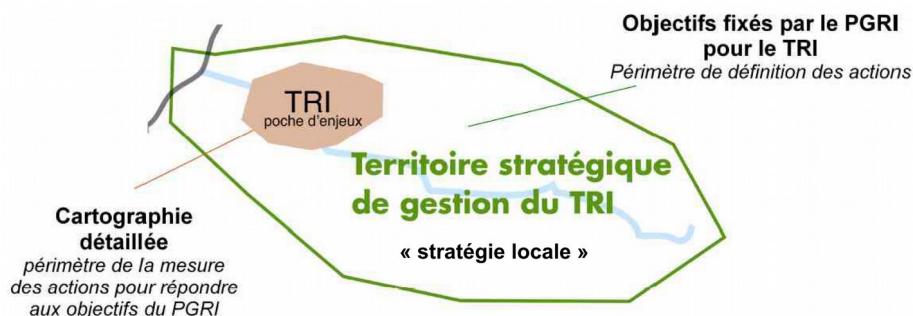 Objectifs fixés par le PGRI
pour le TRI
Périmètre de définition des actions
TRI
poche d'enjeux
Territoire stratégique
de gestion du TRI
« stratégie locale »
Cartographie
détaillée
périmètre de la mesure
des actions pour répondre
aux objectifs du PGRI